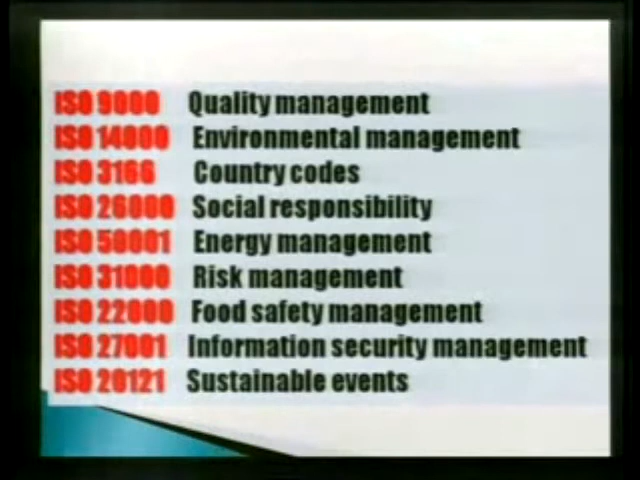 ISO 9000 Quality management
ISO 14000 Environmental management
ISO 3166 Country codes
ISO 26000 Social responsibility
ISO 50001 Energy management
ISO 31000 Risk management
ISO 22000 Food safety management
ISO 27001 Information security management
ISO 20121 Sustainable events